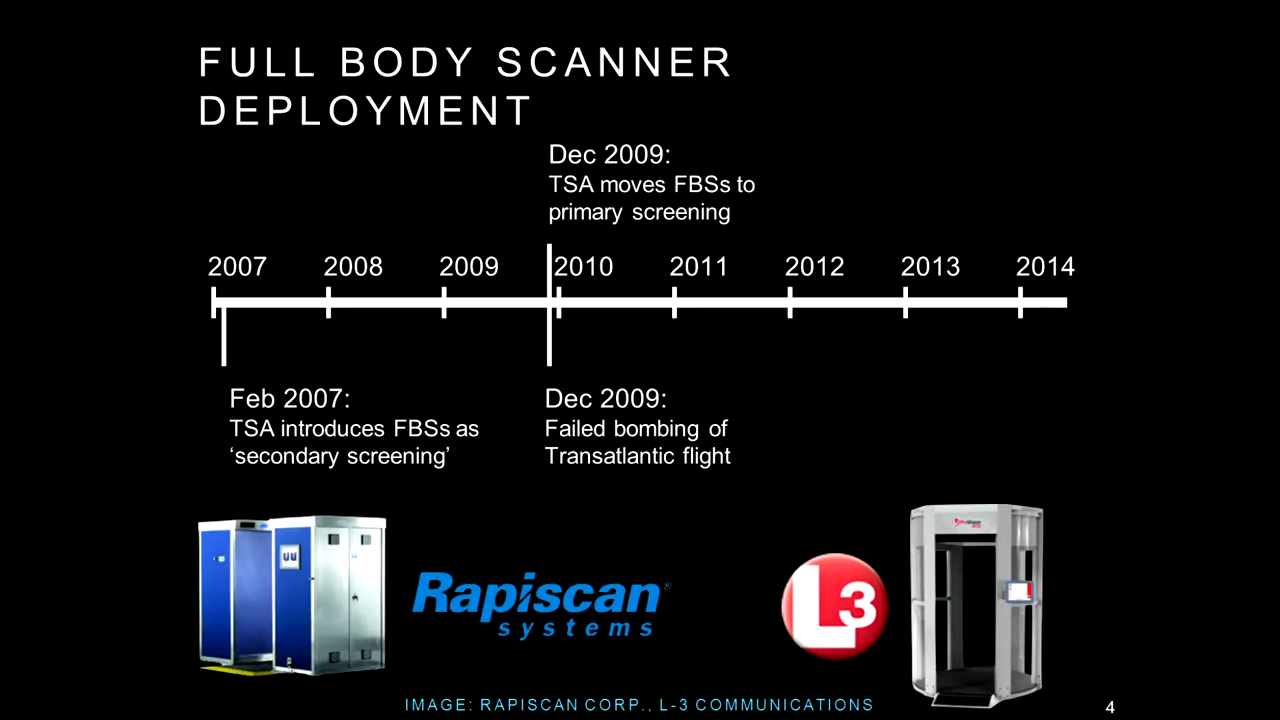 FULL BODY SCANNER
DEPLOYMENT
Dec 2009:
TSA moves FBSs to
primary screening
2007 2008 2009 2010 2011 2012 2013 2014
Feb 2007:
TSA introduces FBSs as
‘secondary screening’
Dec 2009:
Failed bombing of
Transatlantic flight
Rapiscan®
systems
L3
IMAGE: RAPISCAN CORP., L-3 COMMUNICATIONS
4